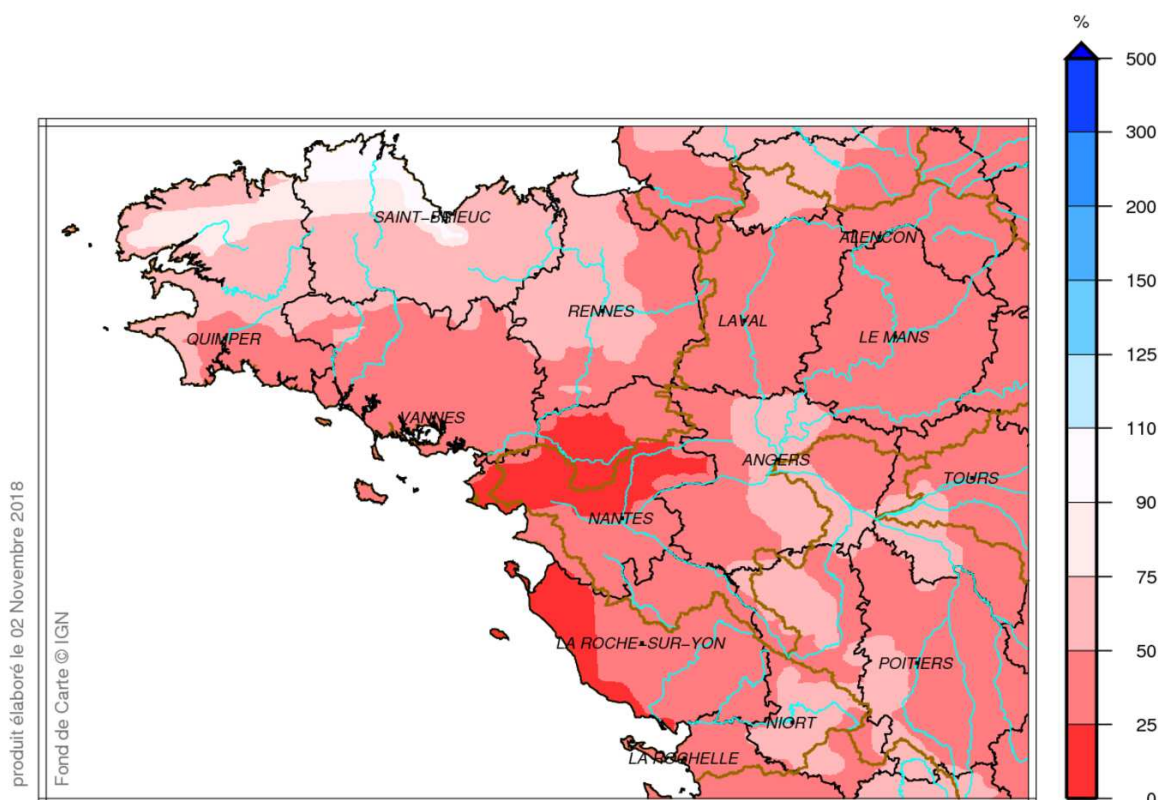 %
500
300
200
150
125
110
90
75
50
25
0
SAINT-BRIEUC
ALENCON
RENNES
LAVAL
QUIMPER
LE MANS
VANNES
ANGERS
TOURS
NANTES
LA ROCHE-SUR-YON
POITIERS
NIORT
LA ROCHELLE
produit élaboré le 02 Novembre 2018
Fond de Carte © IGN